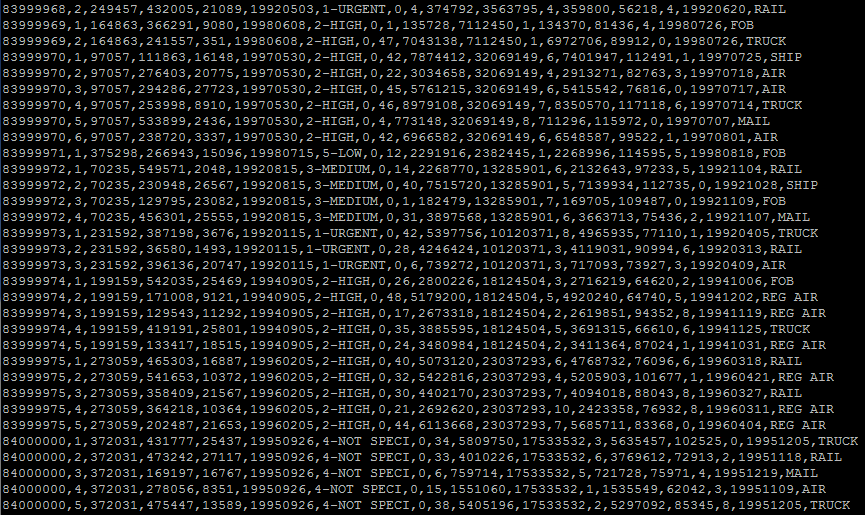 83999968,2,249457,432005,21089,19920503,1-URGENT,0,4,374792,3563795,4,359800,56218,4,19920620,RAIL
83999969,1,164863,366291,9080,19980608,2-HIGH,0,1,135728,7112450,1,134370,81436,4,19980726,FOB
83999969,2,164863,241557,351,19980608,2-HIGH,0,47,7043138,7112450,1,6972706,89912,0,19980726,TRUCK
83999970,1,97057,111863,16148,19970530,2-HIGH,0,42,7874412,32069149,6,7401947,112491,1,19970725,SHIP
83999970,2,97057,276403,20775,19970530,2-HIGH,0,22,3034658,32069149,4,2913271,82763,3,19970718,AIR
83999970,3,97057,294286,27723,19970530,2-HIGH,0,45,5761215,32069149,6,5415542,76816,0,19970717,AIR
83999970,4,97057,253998,8910,19970530,2-HIGH,0,46,8979108,32069149,7,8350570,117118,6,19970714,TRUCK
83999970,5,97057,533899,2436,19970530,2-HIGH,0,4,773148,32069149,8,711296,115972,0,19970707,MAIL
83999970,6,97057,238720,3337,19970530,2-HIGH,0,42,6966582,32069149,6,6548587,99522,1,19970801,AIR
83999971,1,375298,266943,15096,19980715,5-LOW,0,12,2291916,2382445,1,2268996,114595,5,19980818,FOB
83999972,1,70235,549571,2048,19920815,3-MEDIUM,0,14,2268770,13285901,6,2132643,97233,5,19921104,RAIL
83999972,2,70235,230948,26567,19920815,3-MEDIUM,0,40,7515720,13285901,5,7139934,112735,0,19921028,SHIP
83999972,3,70235,129795,23082,19920815,3-MEDIUM,0,1,182479,13285901,7,169705,109487,0,19921109,FOB
83999972,4,70235,456301,25555,19920815,3-MEDIUM,0,31,3897568,13285901,6,3663713,75436,2,19921107,MAIL
83999973,1,231592,387198,3676,19920115,1-URGENT,0,42,5397756,10120371,8,4965935,77110,1,19920405,TRUCK
83999973,2,231592,36580,1493,19920115,1-URGENT,0,28,4246624,10120371,3,4119031,90994,6,19920313,RAIL
83999973,3,231592,396136,20747,19920115,1-URGENT,0,6,739272,10120371,3,717093,73927,3,19920409,AIR
83999974,1,199159,542035,25469,19940905,2-HIGH,0,26,2800226,18124504,3,2716219,64620,2,19941006,FOB
83999974,2,199159,171008,9121,19940905,2-HIGH,0,48,5179200,18124504,5,4920240,64740,5,19941202,REG AIR
83999974,3,199159,129543,11292,19940905,2-HIGH,0,17,2673318,18124504,2,2619851,94352,8,19941119,REG AIR
83999974,4,199159,419191,25801,19940905,2-HIGH,0,35,3885595,18124504,5,3691315,66610,6,19941125,TRUCK
83999974,5,199159,133417,18515,19940905,2-HIGH,0,24,3480984,18124504,2,3411364,87024,1,19941031,REG AIR
83999975,1,273059,465303,16887,19960205,2-HIGH,0,40,5073120,23037293,6,4768732,76096,6,19960318,RAIL
83999975,2,273059,541653,10372,19960205,2-HIGH,0,32,5422816,23037293,4,5205903,101677,1,19960421,REG AIR
83999975,3,273059,358409,21567,19960205,2-HIGH,0,30,4402170,23037293,7,4094018,88043,8,19960327,RAIL
83999975,4,273059,364218,10364,19960205,2-HIGH,0,21,2692620,23037293,10,2423358,76932,8,19960311,REG AIR
83999975,5,273059,202487,21653,19960205,2-HIGH,0,44,6113668,23037293,7,5685711,83368,0,19960404,REG AIR
84000000,1,372031,431777,25437,19950926,4-NOT SPECI,0,34,5809750,17533532,3,5635457,102525,0,19951205,TRUCK
84000000,2,372031,473242,27117,19950926,4-NOT SPECI,0,33,4010226,17533532,6,3769612,72913,2,19951118,RAIL
84000000,3,372031,169197,16767,19950926,4-NOT SPECI,0,6,759714,17533532,5,721728,75971,4,19951219,MAIL
84000000,4,372031,278056,8351,19950926,4-NOT SPECI,0,15,1551060,17533532,1,1535549,62042,3,19951109,AIR
84000000,5,372031,475447,13589,19950926,4-NOT SPECI,0,38,5405196,17533532,2,5297092,85345,8,19951205,TRUCK